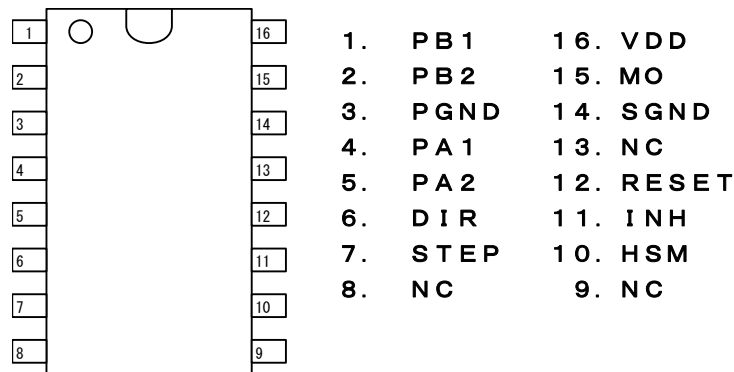 1 16
2 15
3 14
4 13
5 12
6 11
7 10
8 9
1. PB1 16. VDD
2. PB2 15. MO
3. PGND 14. SGND
4. PA1 13. NC
5. PA2 12. RESET
6. DIR 11. INH
7. STEP 10. HSM
8. NC 9. NC